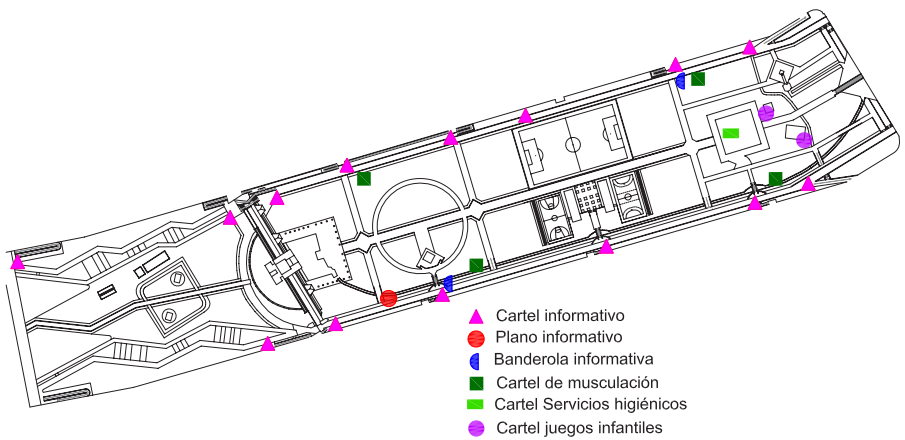 Cartel informativo
Plano informativo
Banderola informativa
Cartel de musculación
Cartel Servicios higiénicos
Cartel juegos infantiles